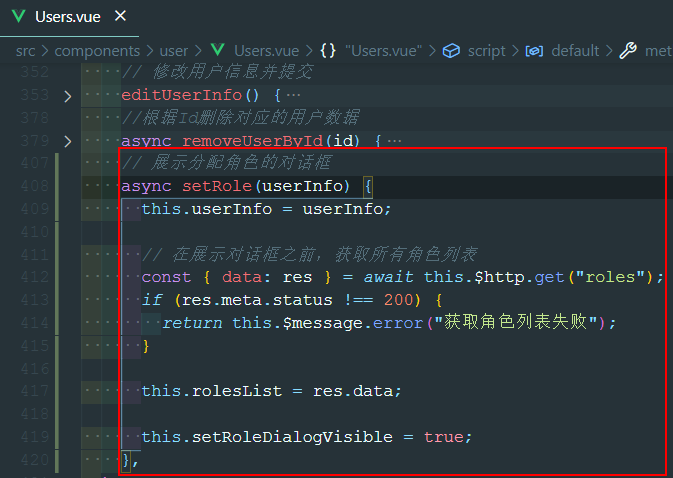 Users.vue ×
src > components > user > Users.vue > {} "Users.vue" > script > default > met
352 // 修改用户信息并提交
353 editUserInfo() { ···
378 //根据Id删除对应的用户数据
379 async removeUserById(id) { ···
407 // 展示分配角色的对话框
408 async setRole(userInfo) {
409 this.userInfo = userInfo;
410
411 // 在展示对话框之前，获取所有角色列表
412 const { data: res } = await this.$http.get("roles");
413 if (res.meta.status !== 200) {
414 return this.$message.error("获取角色列表失败");
415 }
416
417 this.rolesList = res.data;
418
419 this.setRoleDialogVisible = true;
420 },